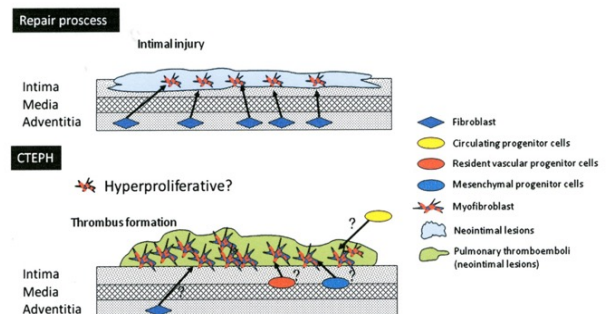 Repair proscess
Intimal injury
Intima
Media
Adventitia
CTEPH
Hyperproliferative?
Thrombus formation
?
Intima
?
?
?
Media
Adventitia
Fibroblast
Circulating progenitor cells
Resident vascular progenitor cells
Mesenchymal progenitor cells
Myofibroblast
Neointimal lesions
Pulmonary thromboemboli
(neointimal lesions)